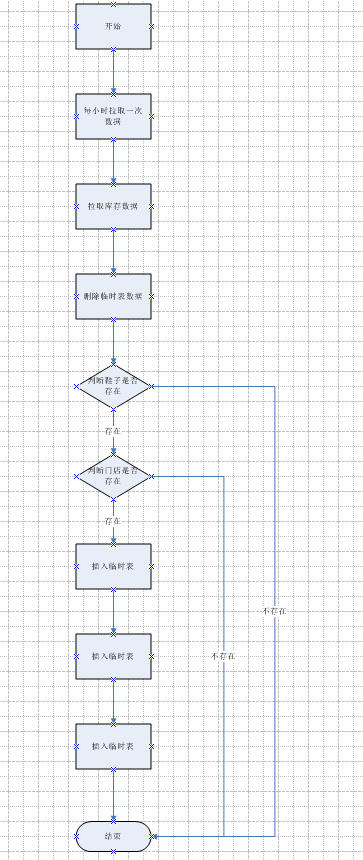 开始
每小时拉取一次
数据
拉取库存数据
删除临时表数据
判断鞋子是否
存在
存在
判断门店是否
存在
存在
插入临时表
不存在
插入临时表
不存在
插入临时表
结束